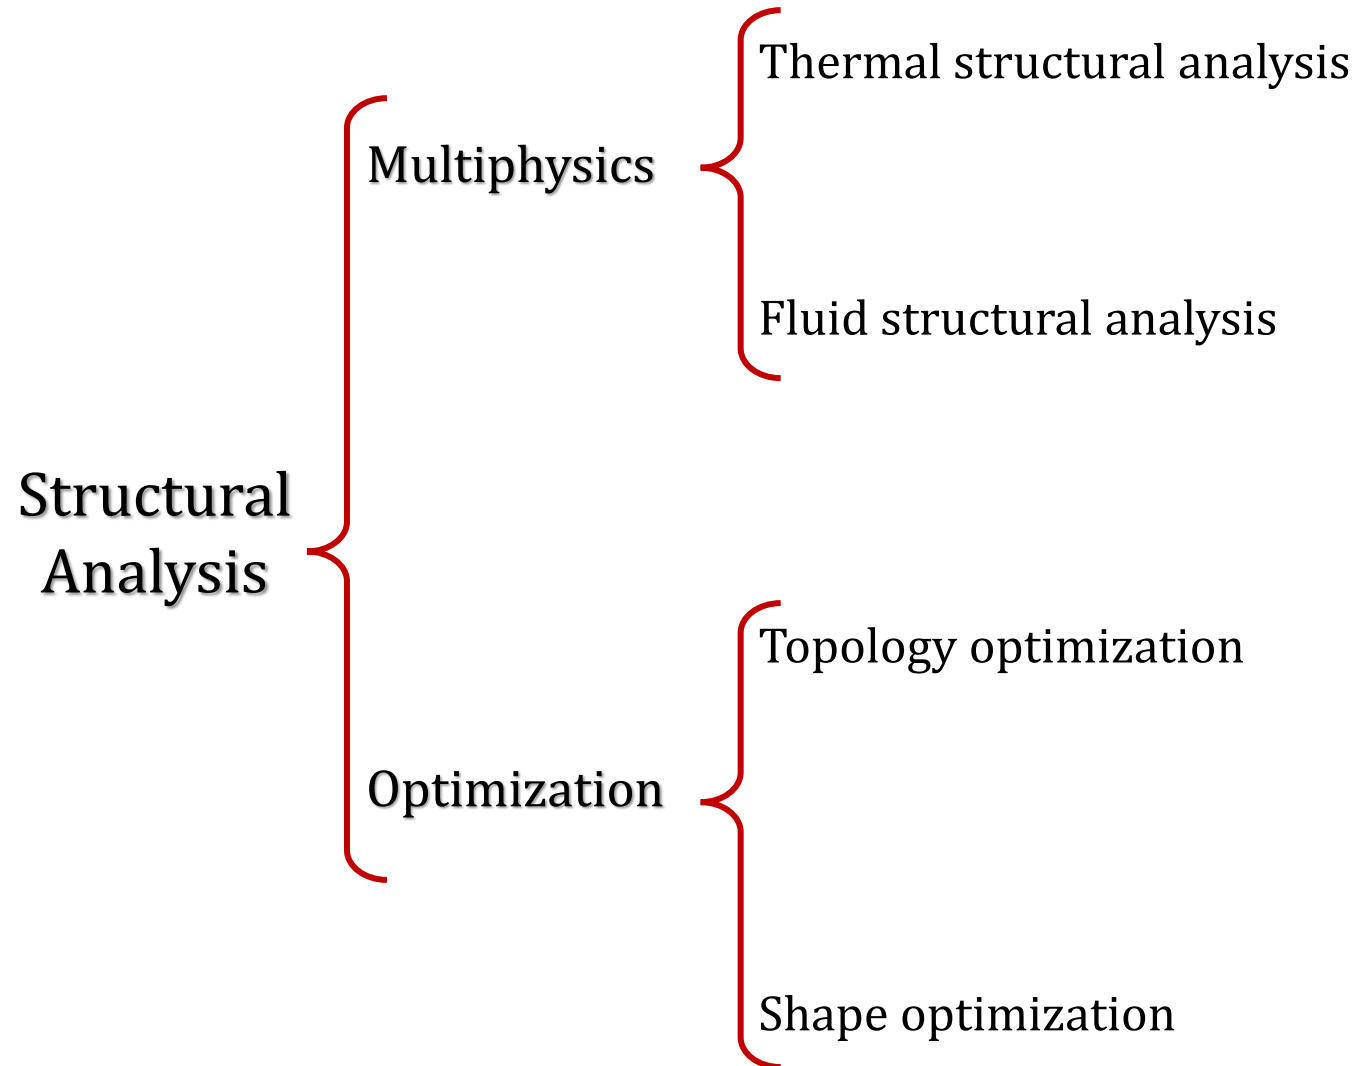 Structural
Analysis
Multiphysics
Thermal structural analysis
Fluid structural analysis
Optimization
Topology optimization
Shape optimization